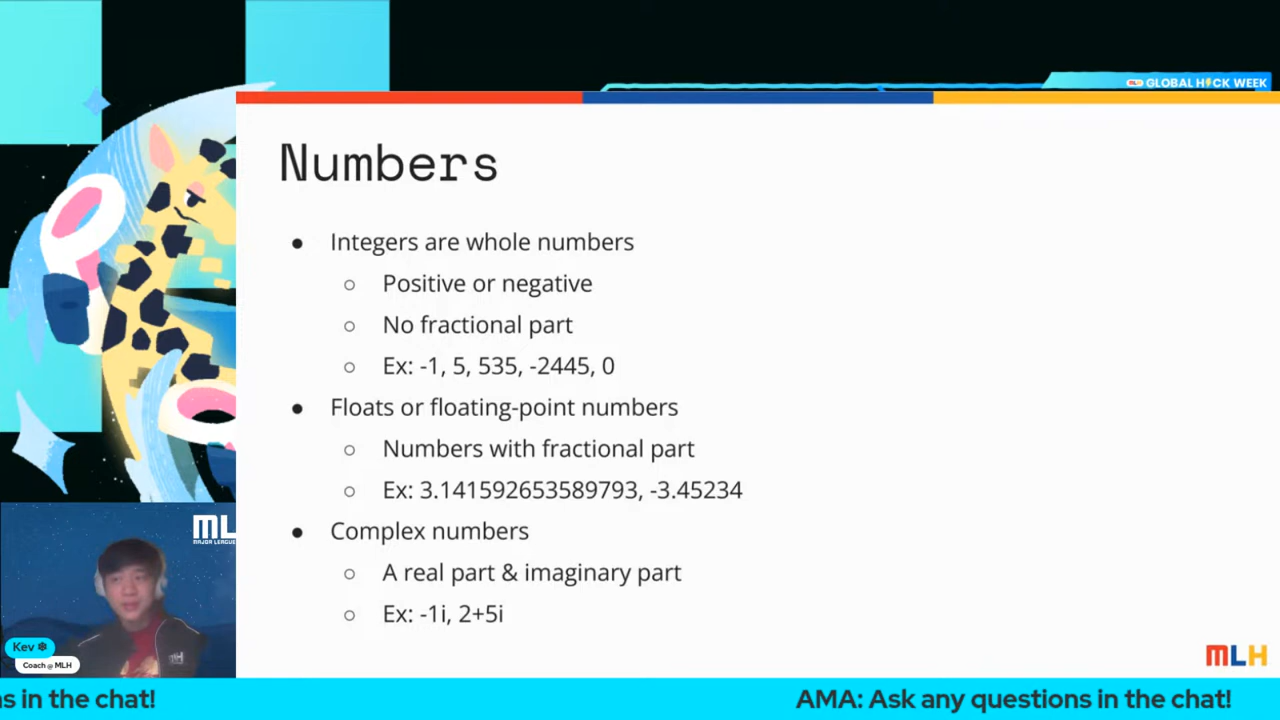 MLH GLOBAL HACK WEEK
Numbers
● Integers are whole numbers
○ Positive or negative
○ No fractional part
○ Ex: -1, 5, 535, -2445, 0
● Floats or floating-point numbers
○ Numbers with fractional part
○ Ex: 3.141592653589793, -3.45234
● Complex numbers
○ A real part & imaginary part
○ Ex: -1i, 2+5i
ML
MAJOR LEAGUE
Kev ❄
Coach @ MLH
MLH
s in the chat!
AMA: Ask any questions in the chat!